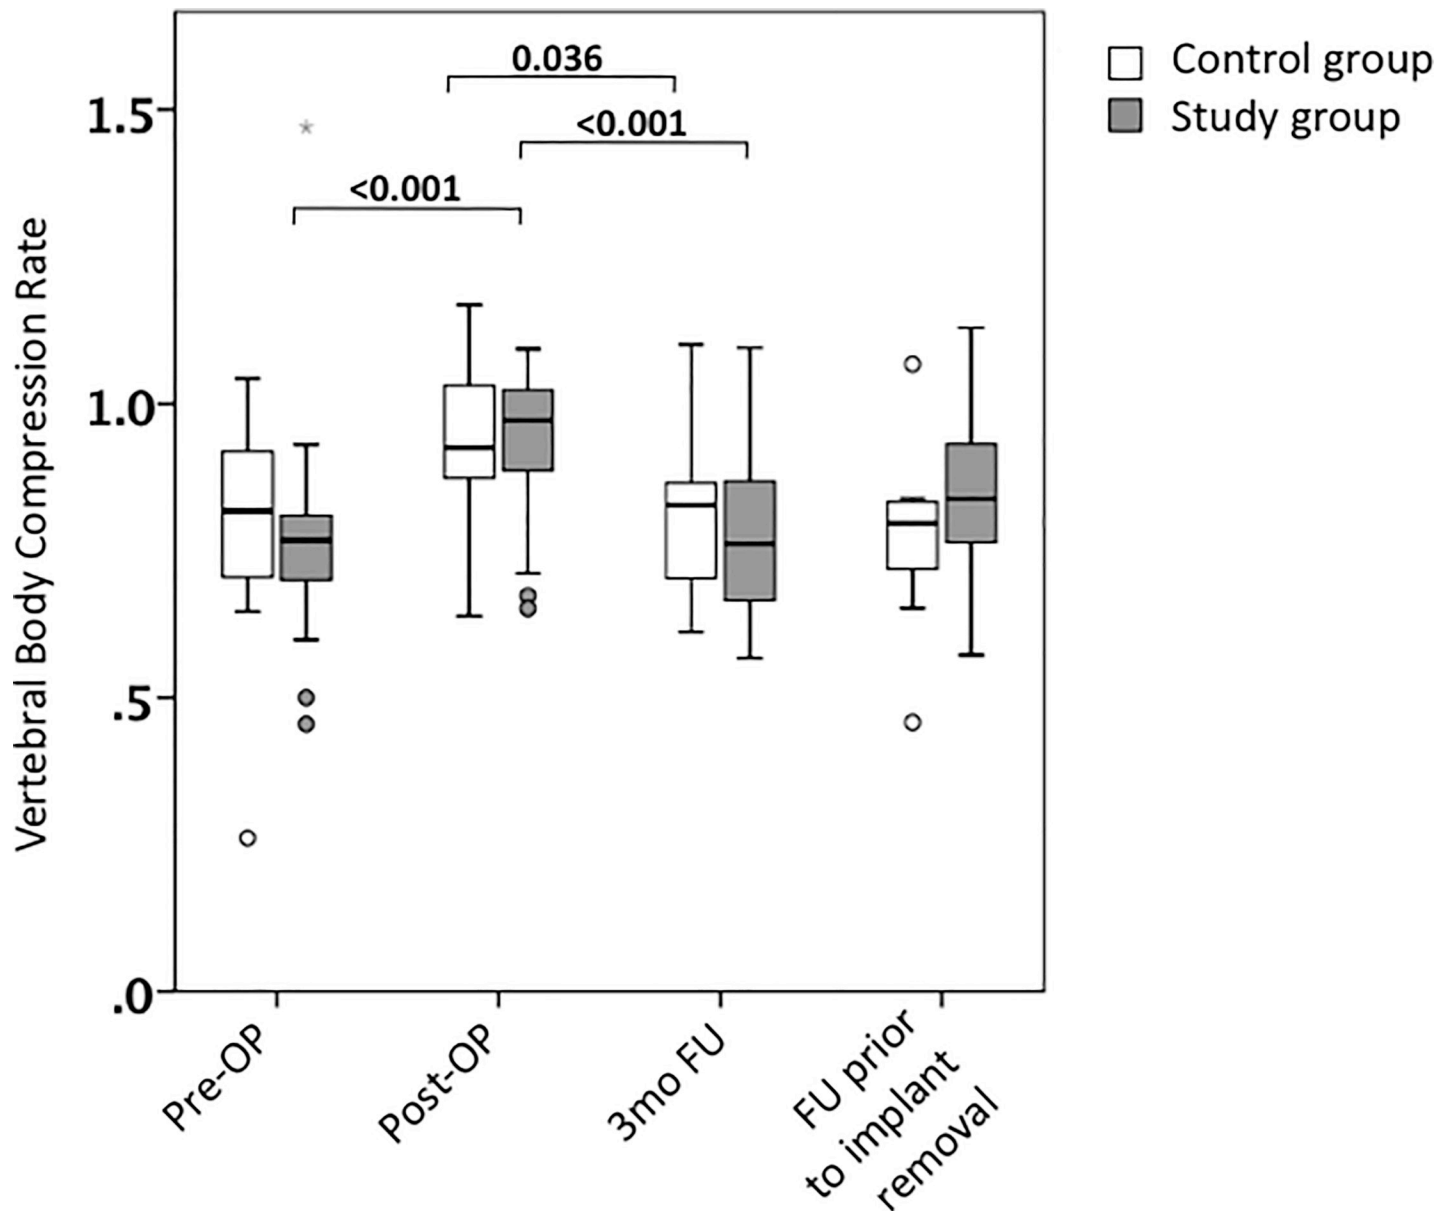 Control group
Study group
0.036
<0.001
<0.001
1.5
1.0
.5
.0
Vertebral Body Compression Rate
Pre-OP
Post-OP
3mo FU
FU prior
to implant
removal